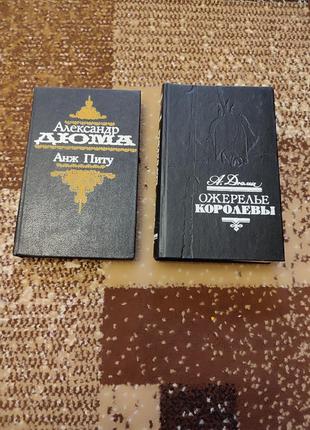 Александр
ДЮМА
Анж Питу
А. Дюма
ОЖЕРЕЛЬЕ
КОРОЛЕВЫ